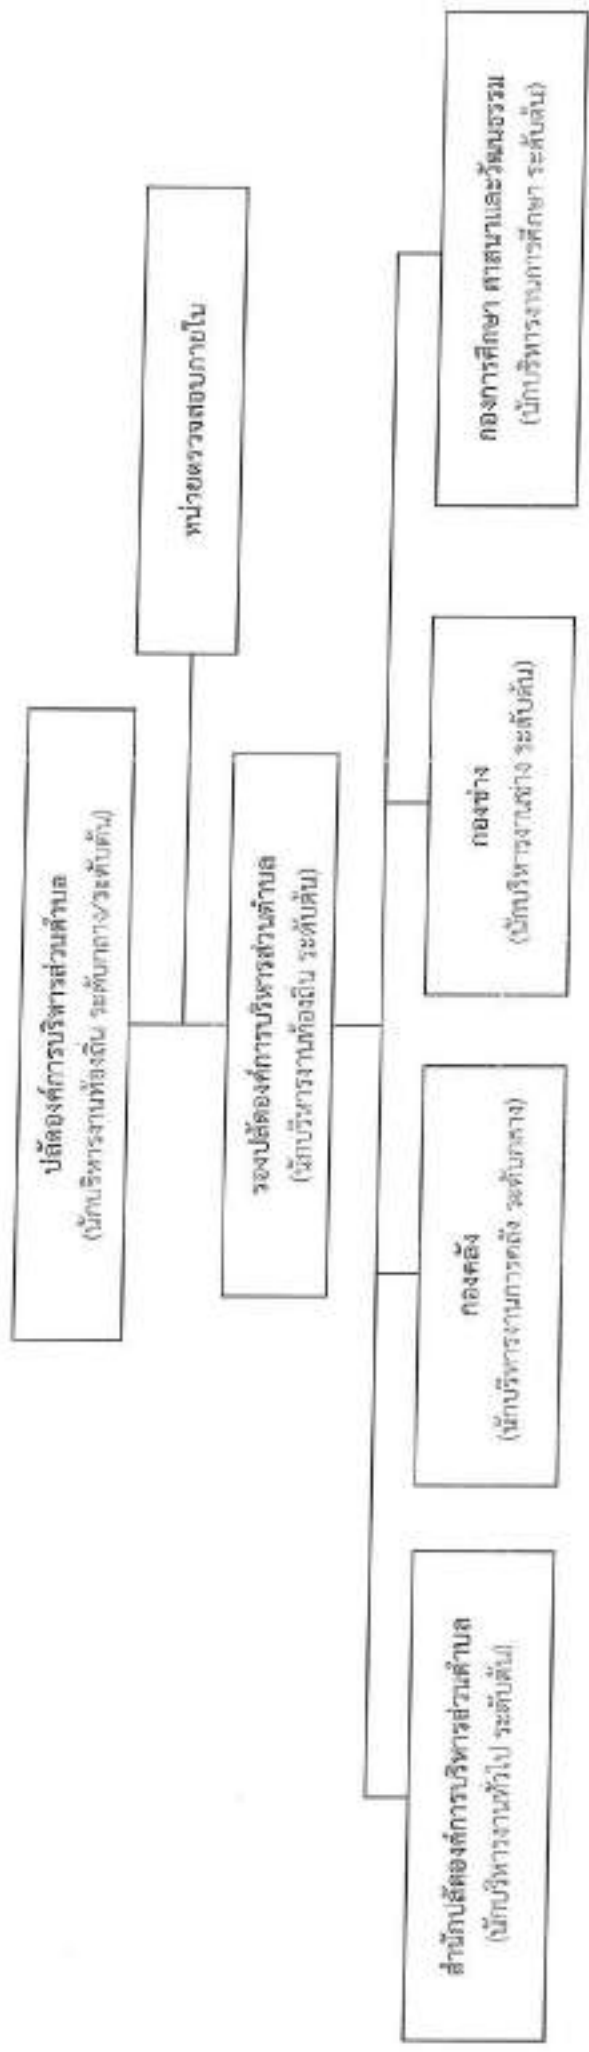 ปลัดองค์การบริหารส่วนตำบล
(นักบริหารงานท้องถิ่น ระดับกลาง/ระดับต้น)
หน่วยตรวจสอบภายใน
รองปลัดองค์การบริหารส่วนตำบล
(นักบริหารงานท้องถิ่น ระดับต้น)
สำนักปลัดองค์การบริหารส่วนตำบล
(นักบริหารงานทั่วไป ระดับต้น)
กองคลัง
(นักบริหารงานการคลัง ระดับกลาง)
กองช่าง
(นักบริหารงานช่าง ระดับต้น)
กองการศึกษา ศาสนาและวัฒนธรรม
(นักบริหารงานการศึกษา ระดับต้น)